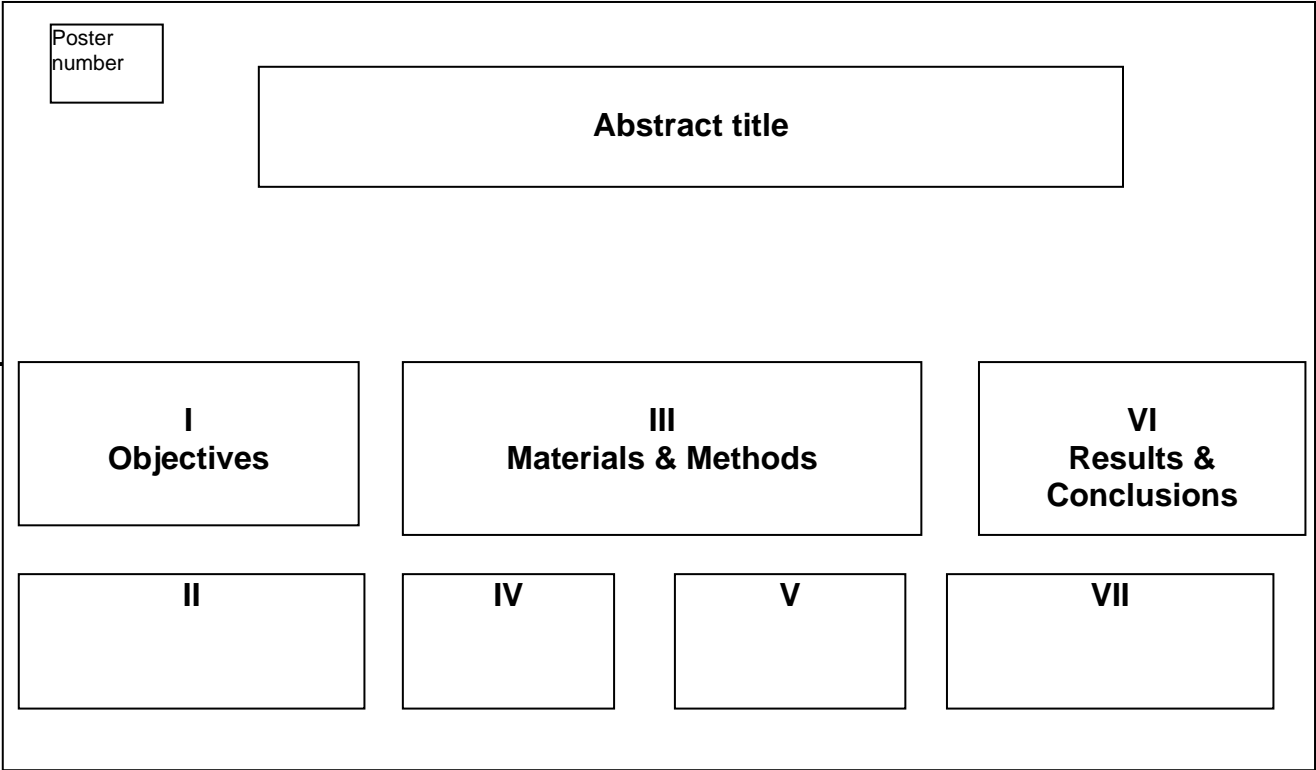 Poster
number
Abstract title
I
Objectives
III
Materials & Methods
VI
Results &
Conclusions
II
IV
V
VII